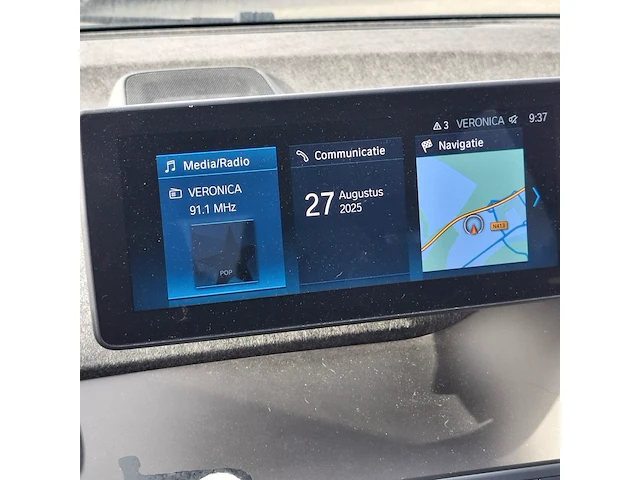 3 VERONICA 9:37
Media/Radio
VERONICA
91.1 MHz
POP
Communicatie
27 Augustus
2025
Navigatie
N413